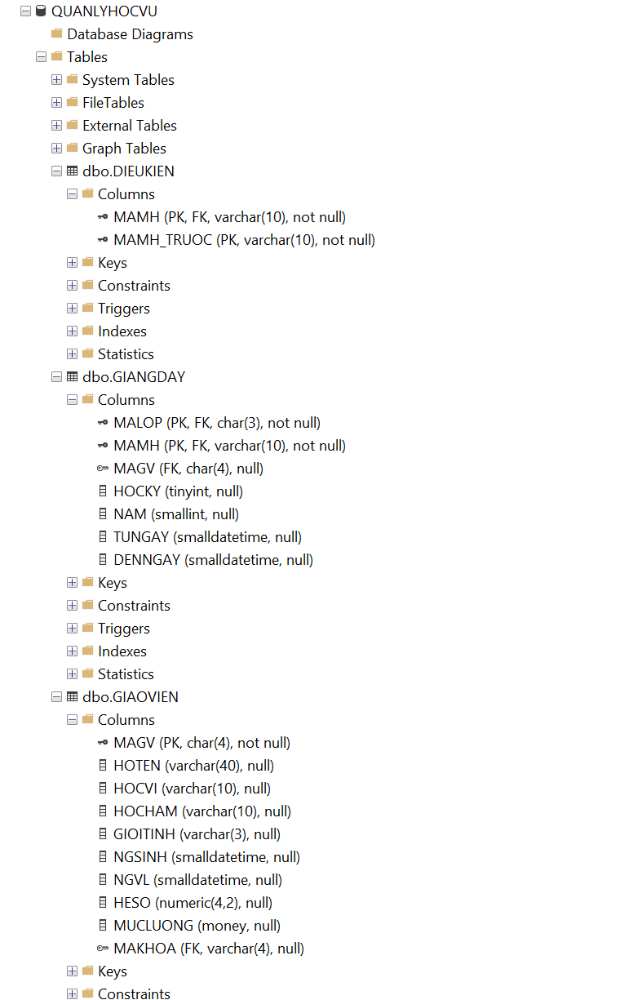 QUANLYHOCVU
Database Diagrams
Tables
System Tables
FileTables
External Tables
Graph Tables
dbo.DIEUKIEN
Columns
MAMH (PK, FK, varchar(10), not null)
MAMH_TRUOC (PK, varchar(10), not null)
Keys
Constraints
Triggers
Indexes
Statistics
dbo.GIANGDAY
Columns
MALOP (PK, FK, char(3), not null)
MAMH (PK, FK, varchar(10), not null)
MAGV (FK, char(4), null)
HOCKY (tinyint, null)
NAM (smallint, null)
TUNGAY (smalldatetime, null)
DENNGAY (smalldatetime, null)
Keys
Constraints
Triggers
Indexes
Statistics
dbo.GIAOVIEN
Columns
MAGV (PK, char(4), not null)
HOTEN (varchar(40), null)
HOCVI (varchar(10), null)
HOCHAM (varchar(10), null)
GIOITINH (varchar(3), null)
NGSINH (smalldatetime, null)
NGVL (smalldatetime, null)
HESO (numeric(4,2), null)
MUCLUONG (money, null)
MAKHOA (FK, varchar(4), null)
Keys
Constraints